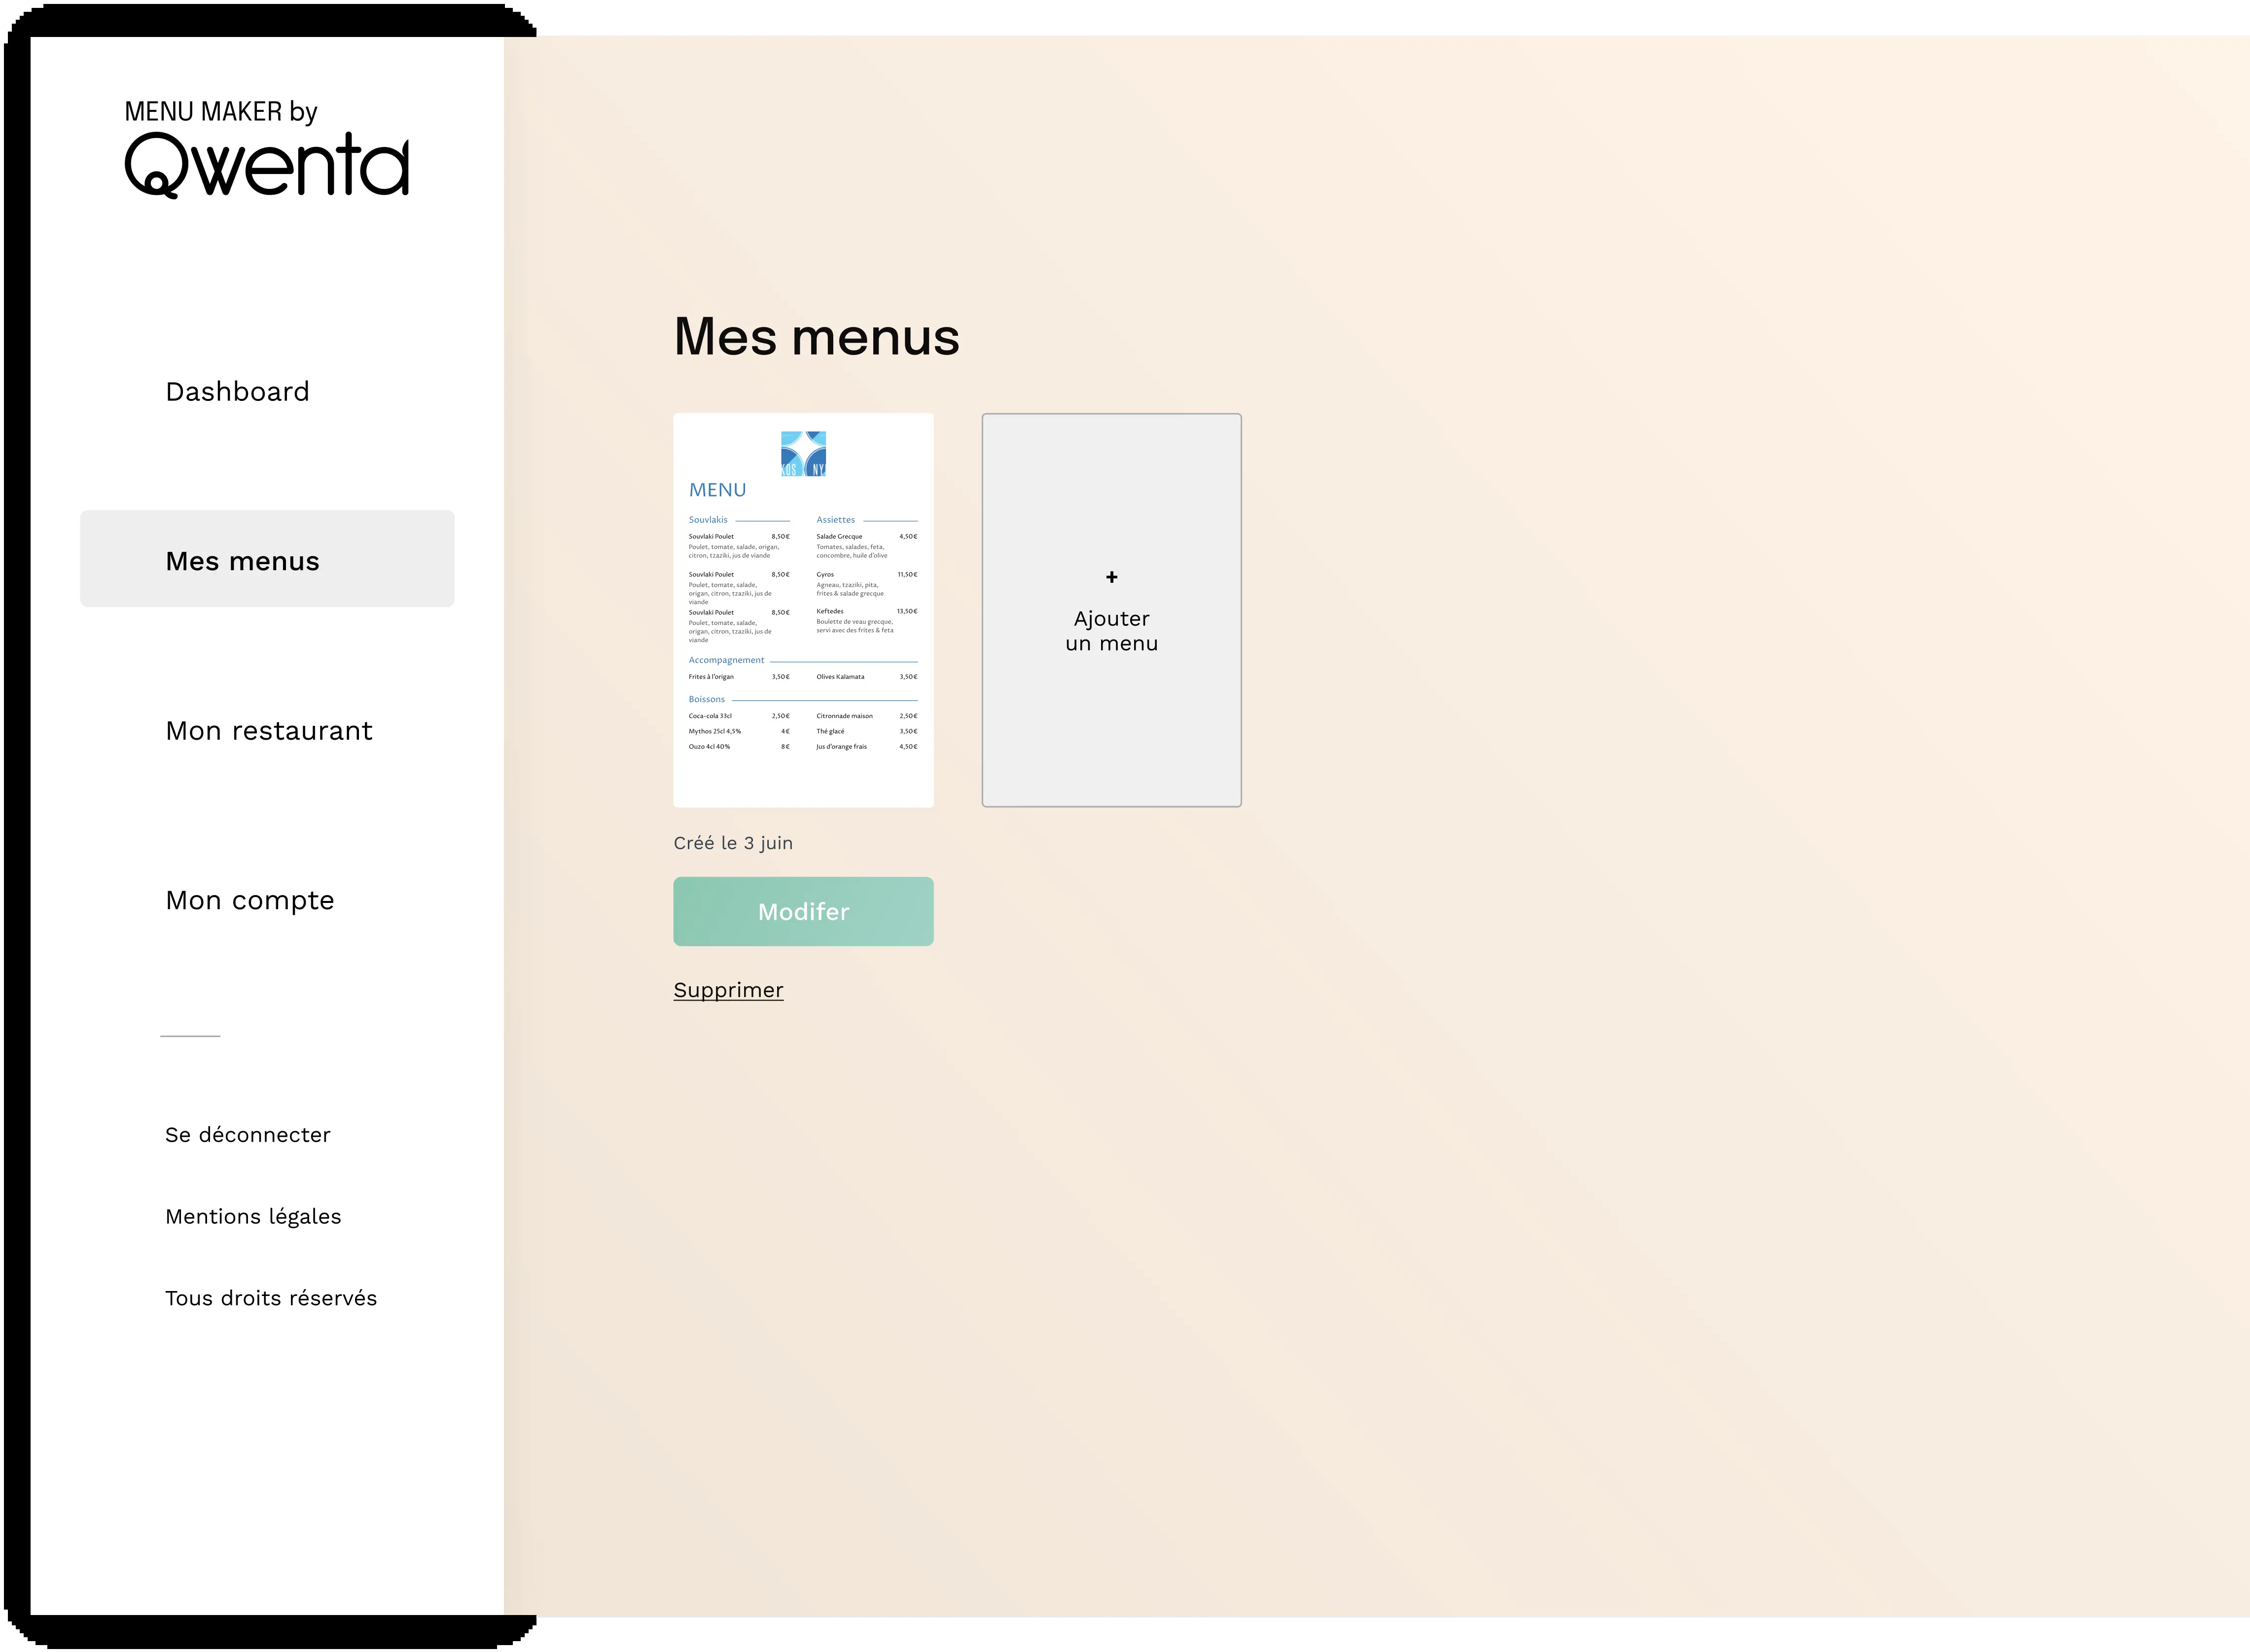 MENU MAKER by
Qwenta
Dashboard
Mes menus
Mon restaurant
Mon compte
Se déconnecter
Mentions légales
Tous droits réservés
Mes menus
KOS NY
MENU
Souvlakis
Souvlaki Poulet 8,50€
Poulet, tomate, salade, origan,
citron, tzaziki, jus de viande
Souvlaki Poulet 8,50€
Poulet, tomate, salade,
origan, citron, tzaziki, jus de
viande
Souvlaki Poulet 8,50€
Poulet, tomate, salade,
origan, citron, tzaziki, jus de
viande
Assiettes
Salade Grecque 4,50€
Tomates, salades, feta,
concombre, huile d'olive
Gyros 11,50€
Agneau, tzaziki, pita,
frites & salade grecque
Keftedes 13,50€
Boulette de veau grecque,
servi avec des frites & feta
Accompagnement
Frites à l'origan 3,50€ Olives Kalamata 3,50€
Boissons
Coca-cola 33cl 2,50€ Citronnade maison 2,50€
Mythos 25cl 4,5% 4€ Thé glacé 3,50€
Ouzo 4cl 40% 8€ Jus d'orange frais 4,50€
+
Ajouter
un menu
Créé le 3 juin
Modifer
Supprimer